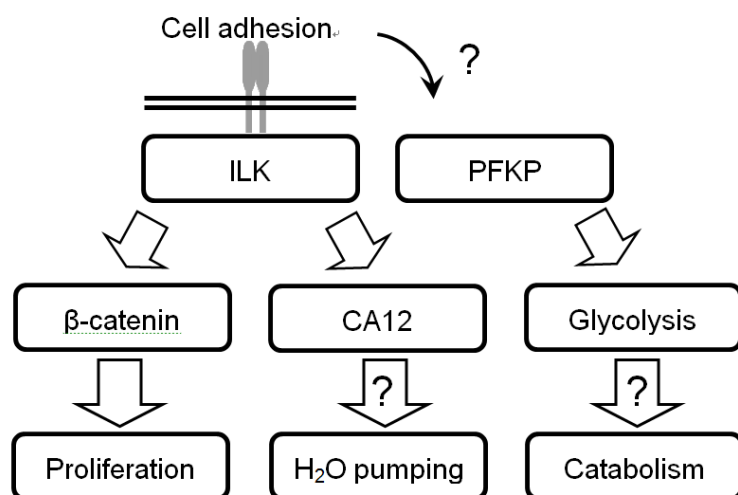 Cell adhesion
?
ILK
PFKP
β-catenin
CA12
Glycolysis
?
?
Proliferation
H₂O pumping
Catabolism